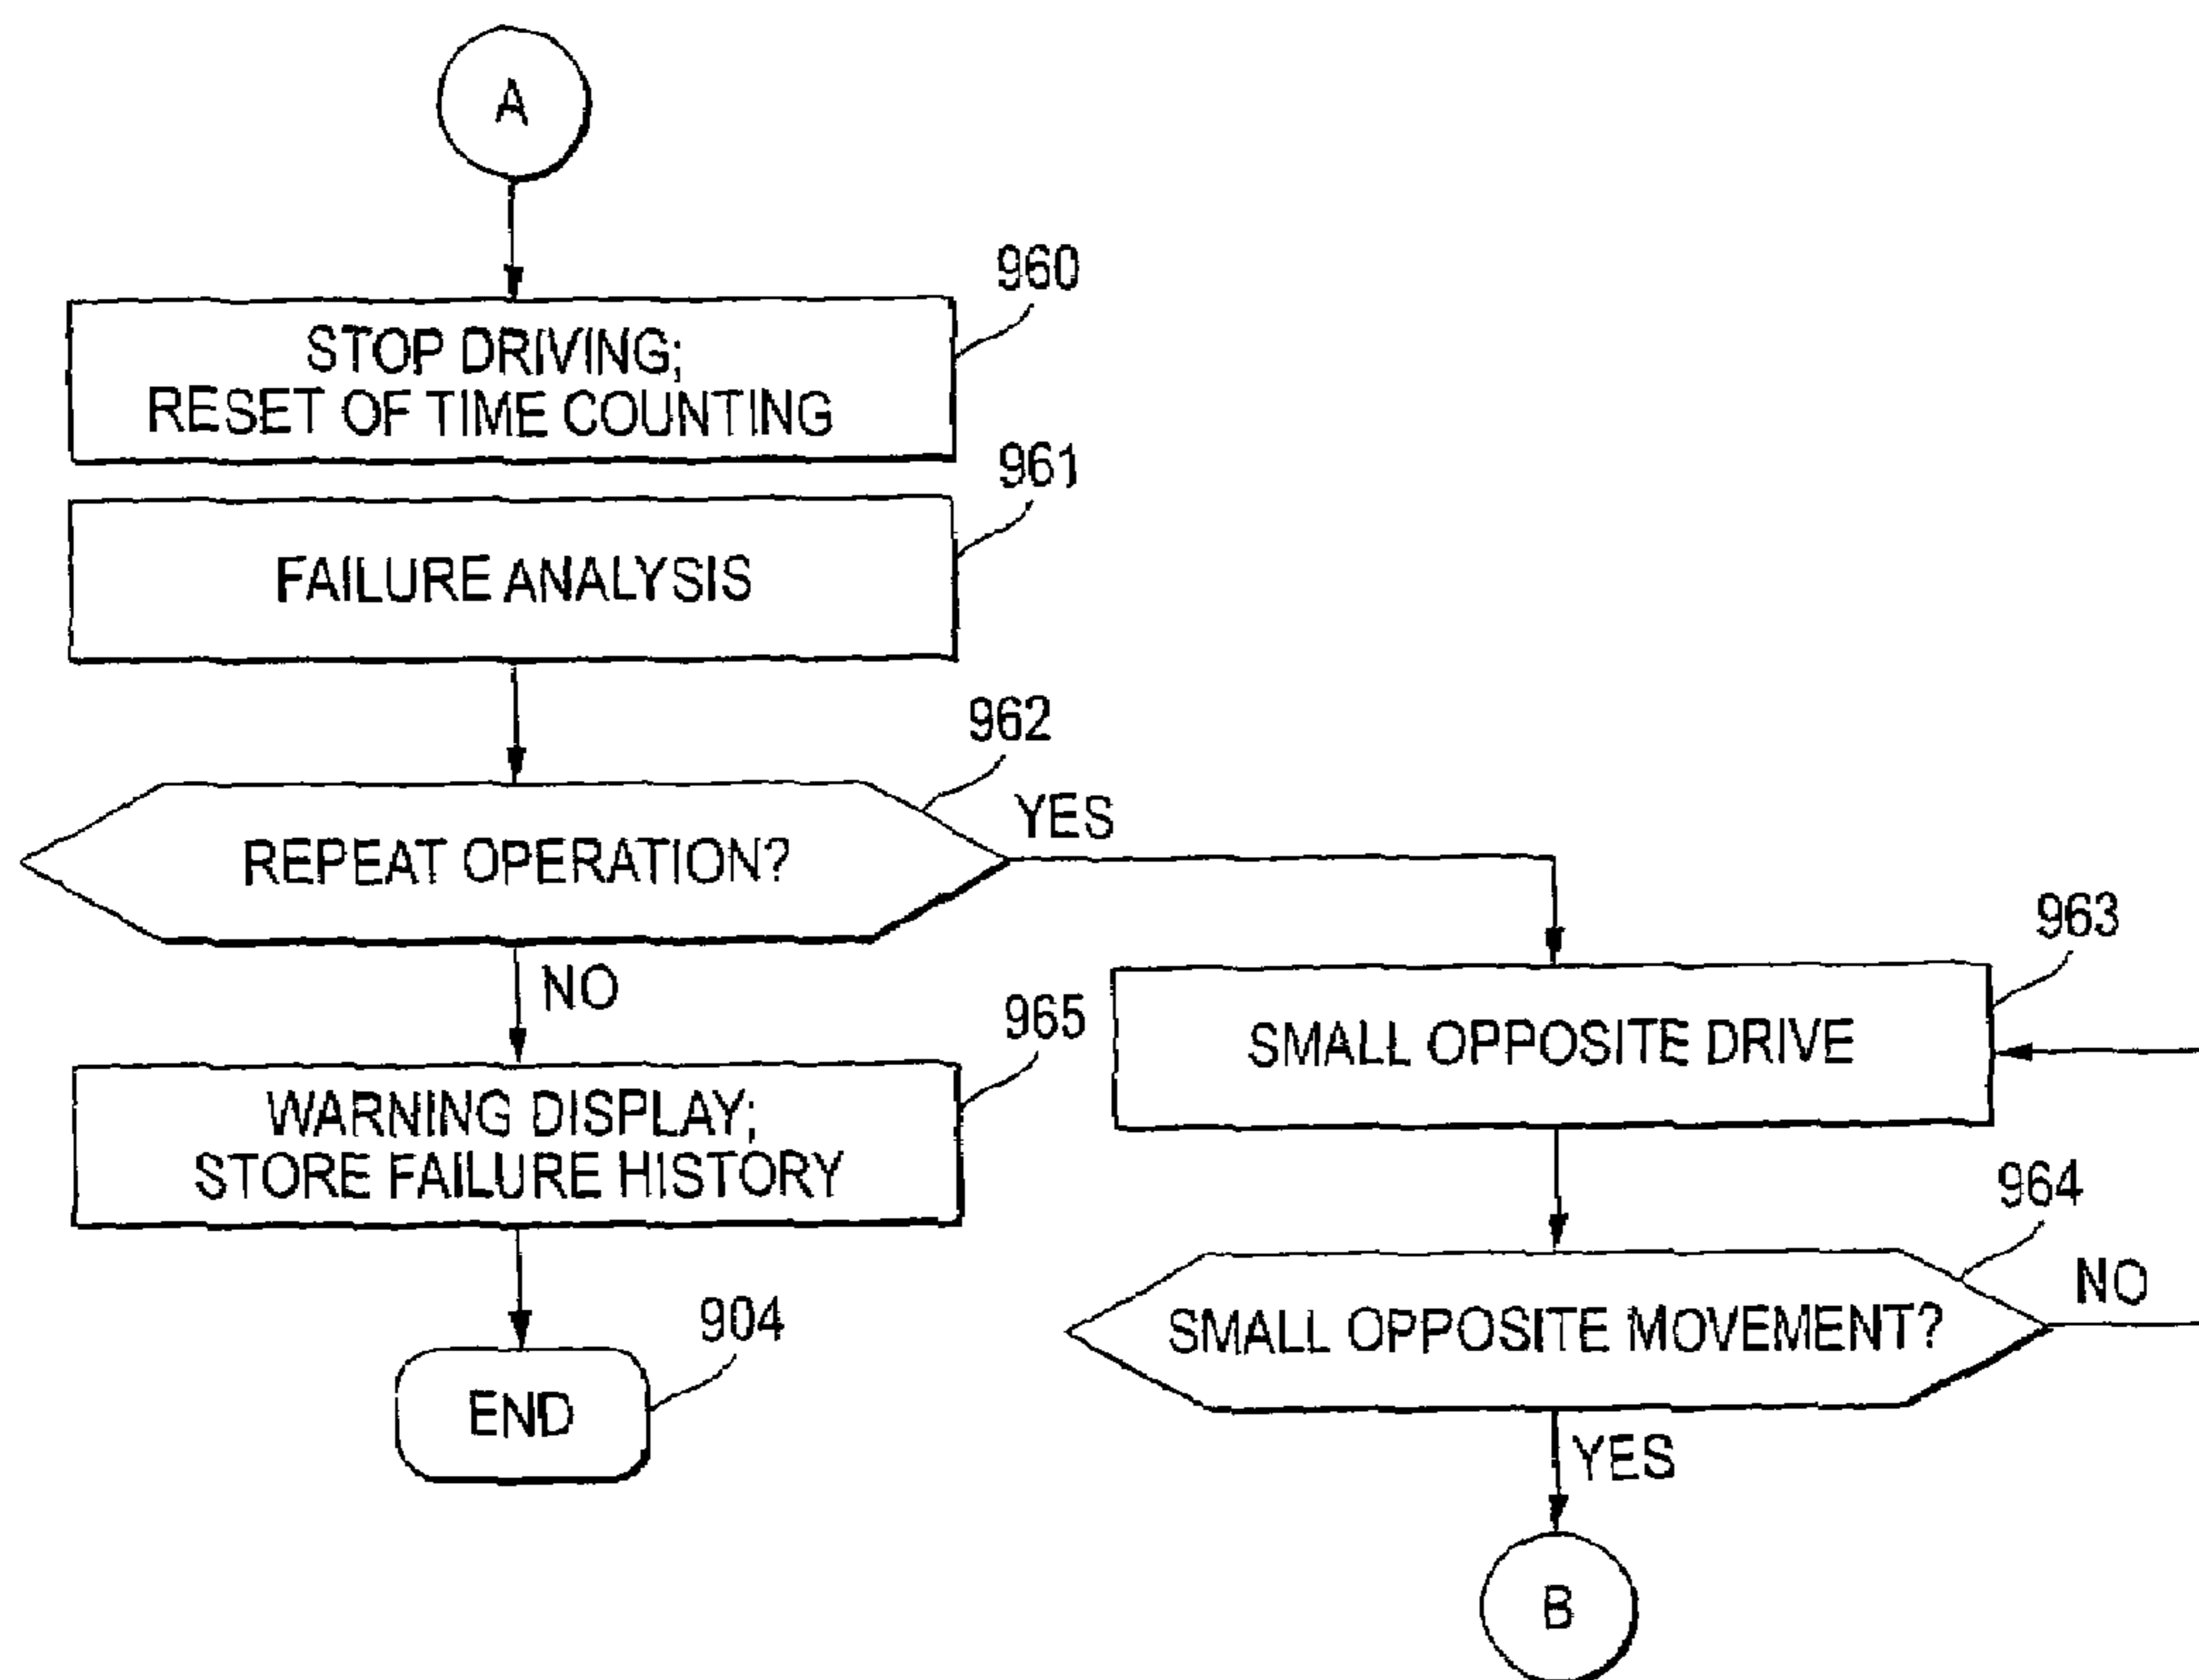 A
960
STOP DRIVING;
RESET OF TIME COUNTING
961
FAILURE ANALYSIS
962
REPEAT OPERATION?
YES
NO
963
SMALL OPPOSITE DRIVE
965
WARNING DISPLAY;
STORE FAILURE HISTORY
964
SMALL OPPOSITE MOVEMENT?
NO
904
END
YES
B